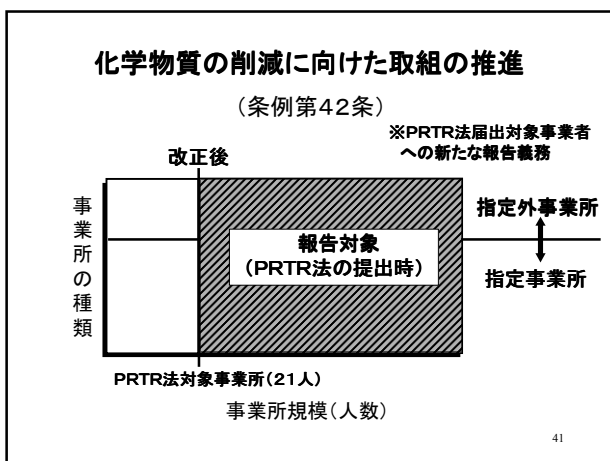 化学物質の削減に向けた取組の推進
（条例第４２条）
※PRTR法届出対象事業者
への新たな報告義務
改正後
事業所の種類
報告対象
（PRTR法の提出時）
指定外事業所
指定事業所
PRTR法対象事業所（２１人）
事業所規模（人数）
41